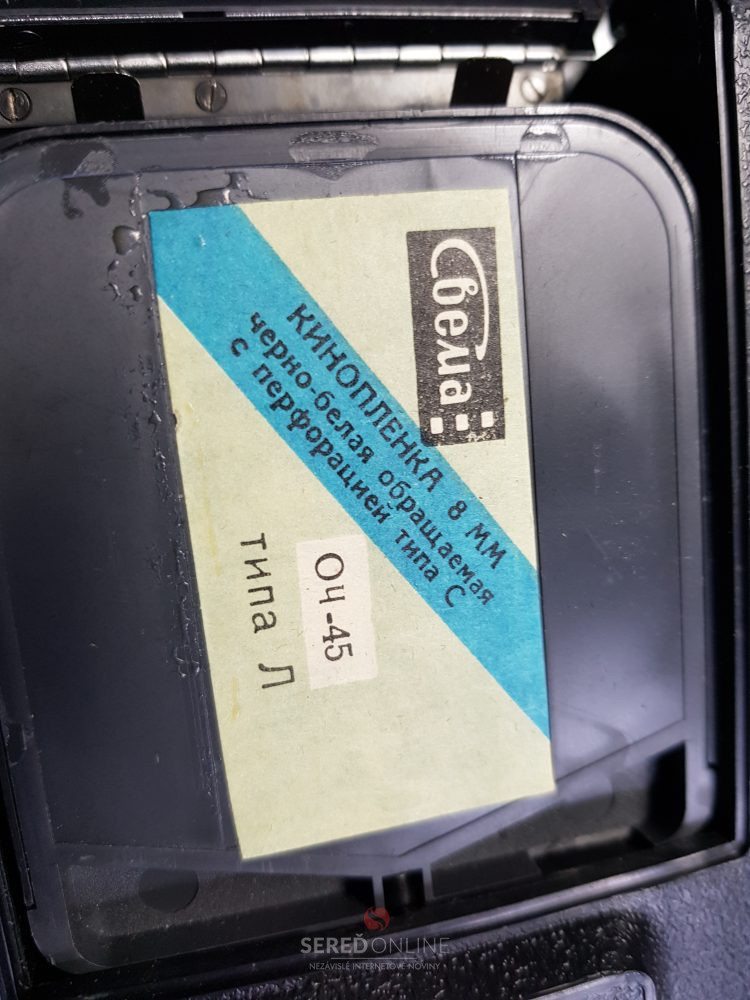 Свема
КИНОПЛЕНКА 8 ММ
черно-белая обращаемая
с перфорацией типа С
ОЧ-45
типа Л
SEREĎONLINE
NEZÁVISLÉ INTERNETOVÉ NOVINY